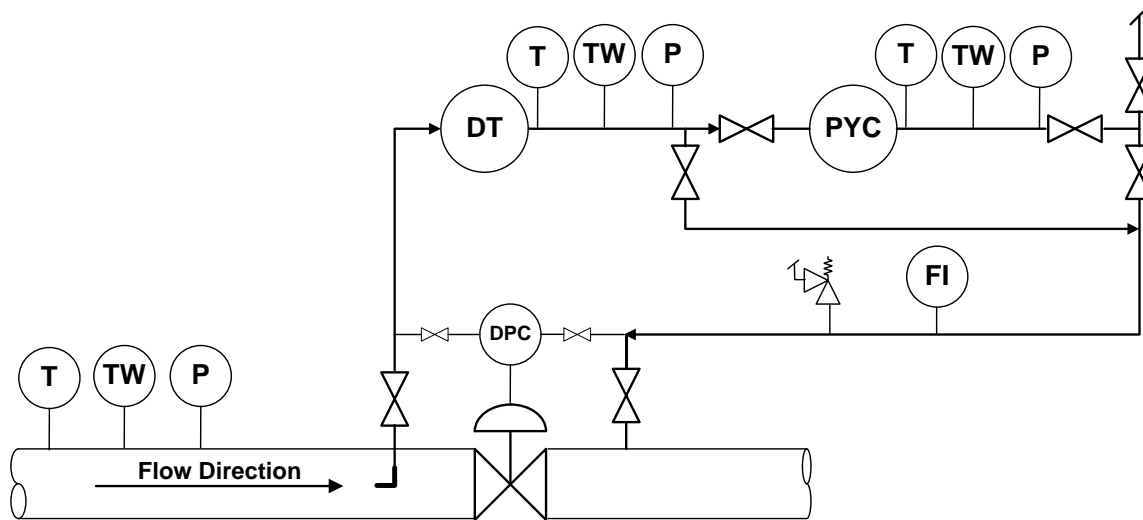 T TW P T TW P
DT PYC
FI
DPC
T TW P
Flow Direction